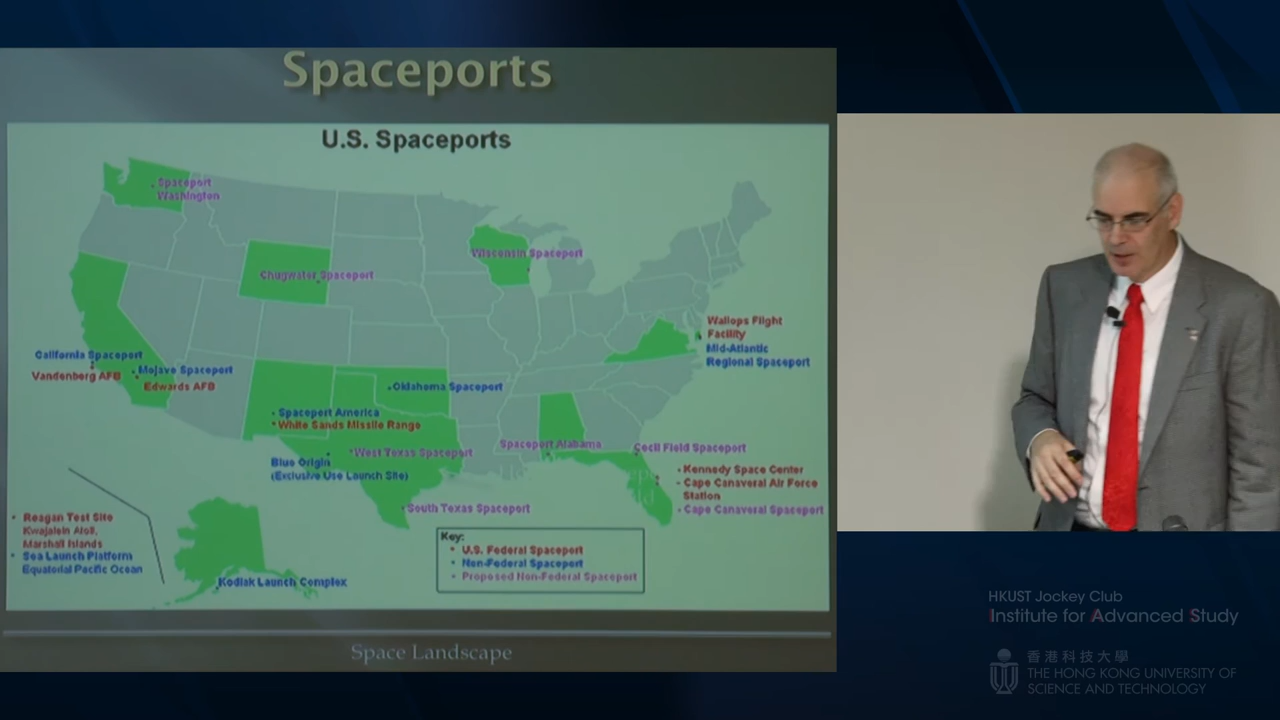 Spaceports
U.S. Spaceports
Spaceport
Washington
Wisconsin Spaceport
Chugwater Spaceport
Wallops Flight
Facility
Mid-Atlantic
Regional Spaceport
California Spaceport
Vandenberg AFB
Mojave Spaceport
Edwards AFB
Oklahoma Spaceport
Spaceport America
White Sands Missile Range
West Texas Spaceport
Blue Origin
(Exclusive Use Launch Site)
Spaceport Alabama
Cecil Field Spaceport
Kennedy Space Center
Cape Canaveral Air Force
Station
Cape Canaveral Spaceport
South Texas Spaceport
Reagan Test Site
Kwajalein Atoll,
Marshall Islands
Sea Launch Platform
Equatorial Pacific Ocean
Kodiak Launch Complex
Key:
U.S. Federal Spaceport
Non-Federal Spaceport
Proposed Non-Federal Spaceport
Space Landscape
HKUST Jockey Club
Institute for Advanced Study
香港科技大學
THE HONG KONG UNIVERSITY OF
SCIENCE AND TECHNOLOGY